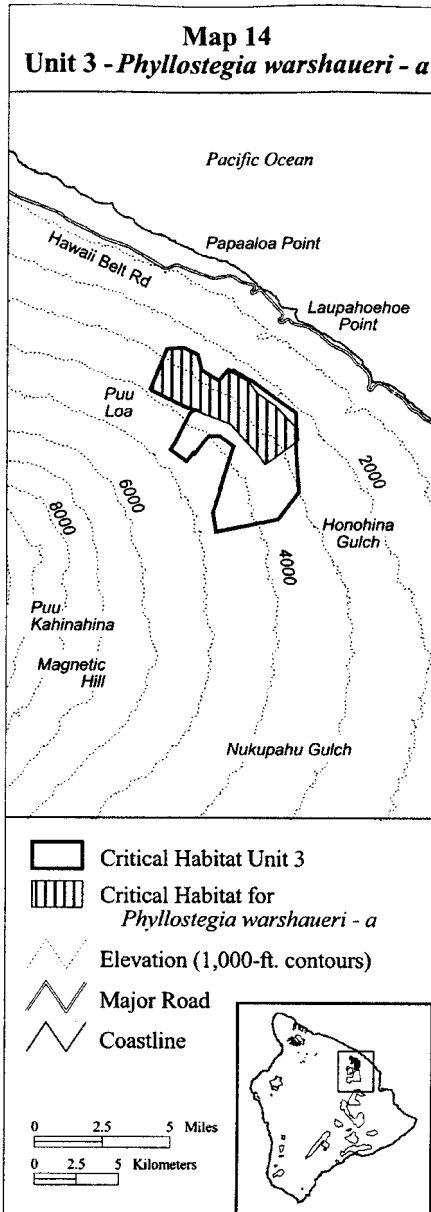 Map 14
Unit 3 - Phyllostegia warshaueri - a
Pacific Ocean
Papaaloa Point
Hawaii Belt Rd
Laupahoehoe
Point
Puu
Loa
2000
6000
8000
Honohina
Gulch
4000
Puu
Kahinahina
Magnetic
Hill
Nukupahu Gulch
Critical Habitat Unit 3
Critical Habitat for
Phyllostegia warshaueri - a
Elevation (1,000-ft. contours)
Major Road
Coastline
0 2.5 5 Miles
0 2.5 5 Kilometers